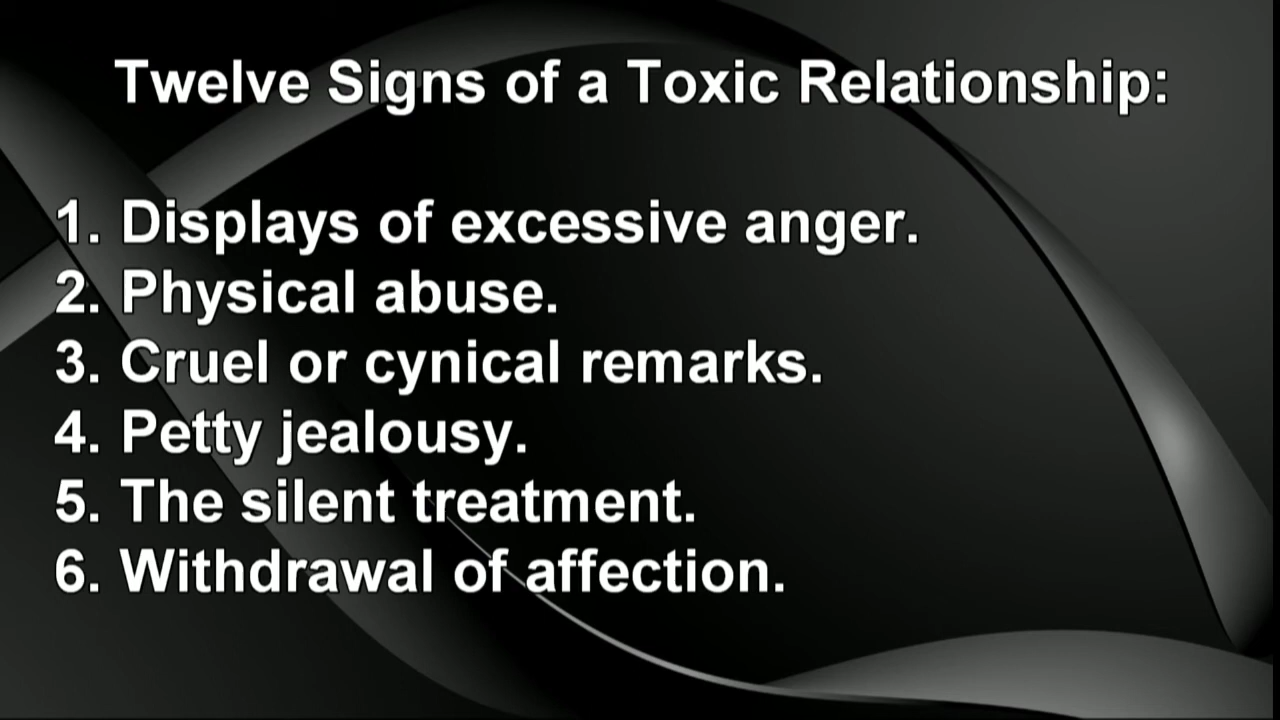 Twelve Signs of a Toxic Relationship:
1. Displays of excessive anger.
2. Physical abuse.
3. Cruel or cynical remarks.
4. Petty jealousy.
5. The silent treatment.
6. Withdrawal of affection.